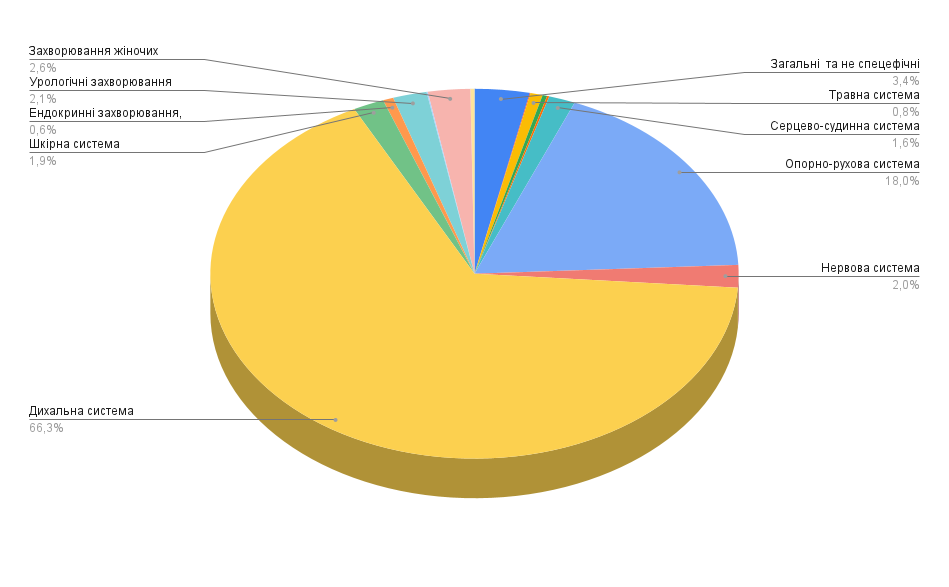 Захворювання жіночих
2,6%
Урологічні захворювання
2,1%
Ендокринні захворювання,
0,6%
Шкірна система
1,9%
Дихальна система
66,3%
Загальні та не спецефічні
3,4%
Травна система
0,8%
Серцево-судинна система
1,6%
Опорно-рухова система
18,0%
Нервова система
2,0%